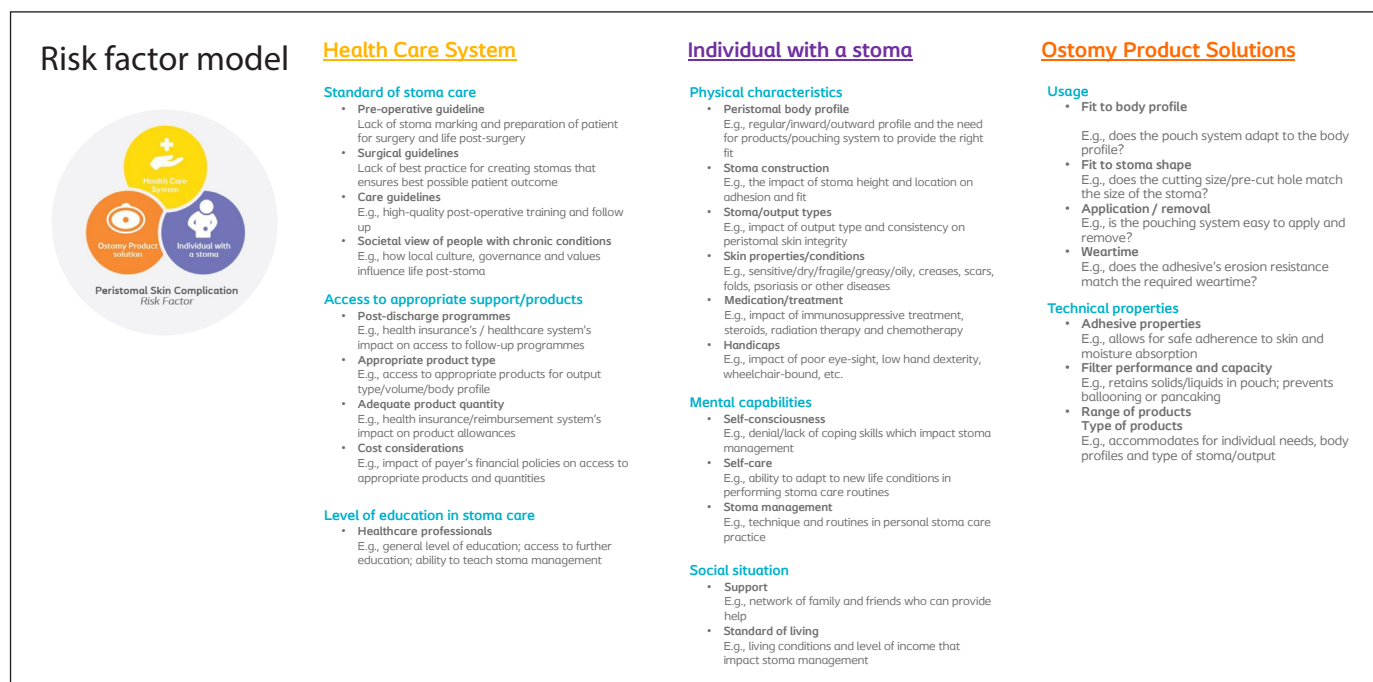 Risk factor model
Health Care
System
Ostomy Product
solution
Individual with
a stoma
Peristomal Skin Complication
Risk Factor
Health Care System
Standard of stoma care
• Pre-operative guideline
Lack of stoma marking and preparation of patient
for surgery and life post-surgery
• Surgical guidelines
Lack of best practice for creating stomas that
ensures best possible patient outcome
• Care guidelines
E.g., high-quality post-operative training and follow
up
• Societal view of people with chronic conditions
E.g., how local culture, governance and values
influence life post-stoma
Access to appropriate support/products
• Post-discharge programmes
E.g., health insurance's / healthcare system's
impact on access to follow-up programmes
• Appropriate product type
E.g., access to appropriate products for output
type/volume/body profile
• Adequate product quantity
E.g., health insurance/reimbursement system's
impact on product allowances
• Cost considerations
E.g., impact of payer's financial policies on access to
appropriate products and quantities
Level of education in stoma care
• Healthcare professionals
E.g., general level of education; access to further
education; ability to teach stoma management
Individual with a stoma
Physical characteristics
• Peristomal body profile
E.g., regular/inward/outward profile and the need
for products/pouching system to provide the right
fit
• Stoma construction
E.g., the impact of stoma height and location on
adhesion and fit
• Stoma/output types
E.g., impact of output type and consistency on
peristomal skin integrity
• Skin properties/conditions
E.g., sensitive/dry/fragile/greasy/oily, creases, scars,
folds, psoriasis or other diseases
• Medication/treatment
E.g., impact of immunosuppressive treatment,
steroids, radiation therapy and chemotherapy
• Handicaps
E.g., impact of poor eye-sight, low hand dexterity,
wheelchair-bound, etc.
Mental capabilities
• Self-consciousness
E.g., denial/lack of coping skills which impact stoma
management
• Self-care
E.g., ability to adapt to new life conditions in
performing stoma care routines
• Stoma management
E.g., technique and routines in personal stoma care
practice
Social situation
• Support
E.g., network of family and friends who can provide
help
• Standard of living
E.g., living conditions and level of income that
impact stoma management
Ostomy Product Solutions
Usage
• Fit to body profile
E.g., does the pouch system adapt to the body
profile?
• Fit to stoma shape
E.g., does the cutting size/pre-cut hole match
the size of the stoma?
• Application / removal
E.g., is the pouching system easy to apply and
remove?
• Weartime
E.g., does the adhesive's erosion resistance
match the required weartime?
Technical properties
• Adhesive properties
E.g., allows for safe adherence to skin and
moisture absorption
• Filter performance and capacity
E.g., retains solids/liquids in pouch; prevents
ballooning or pancaking
• Range of products
Type of products
E.g., accommodates for individual needs, body
profiles and type of stoma/output